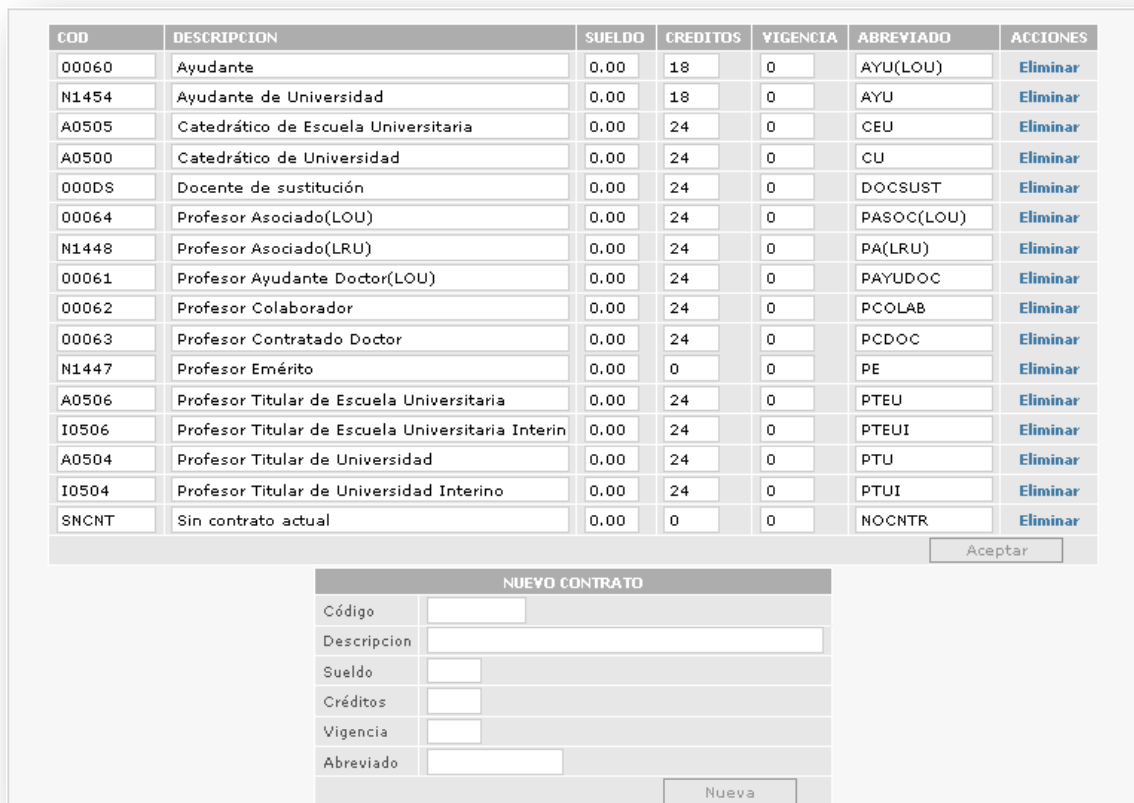 COD DESCRIPCION SUELDO CREDITOS VIGENCIA ABREVIADO ACCIONES
00060 Ayudante 0.00 18 0 AYU(LOU) Eliminar
N1454 Ayudante de Universidad 0.00 18 0 AYU Eliminar
A0505 Catedrático de Escuela Universitaria 0.00 24 0 CEU Eliminar
A0500 Catedrático de Universidad 0.00 24 0 CU Eliminar
000DS Docente de sustitución 0.00 24 0 DOCSUST Eliminar
00064 Profesor Asociado(LOU) 0.00 24 0 PASOC(LOU) Eliminar
N1448 Profesor Asociado(LRU) 0.00 24 0 PA(LRU) Eliminar
00061 Profesor Ayudante Doctor(LOU) 0.00 24 0 PAYUDOC Eliminar
00062 Profesor Colaborador 0.00 24 0 PCOLAB Eliminar
00063 Profesor Contratado Doctor 0.00 24 0 PCDOC Eliminar
N1447 Profesor Emérito 0.00 0 0 PE Eliminar
A0506 Profesor Titular de Escuela Universitaria 0.00 24 0 PTEU Eliminar
I0506 Profesor Titular de Escuela Universitaria Interin 0.00 24 0 PTEUI Eliminar
A0504 Profesor Titular de Universidad 0.00 24 0 PTU Eliminar
I0504 Profesor Titular de Universidad Interino 0.00 24 0 PTUI Eliminar
SNCNT Sin contrato actual 0.00 0 0 NOCNTR Eliminar
Aceptar
NUEVO CONTRATO
Código
Descripcion
Sueldo
Créditos
Vigencia
Abreviado
Nueva